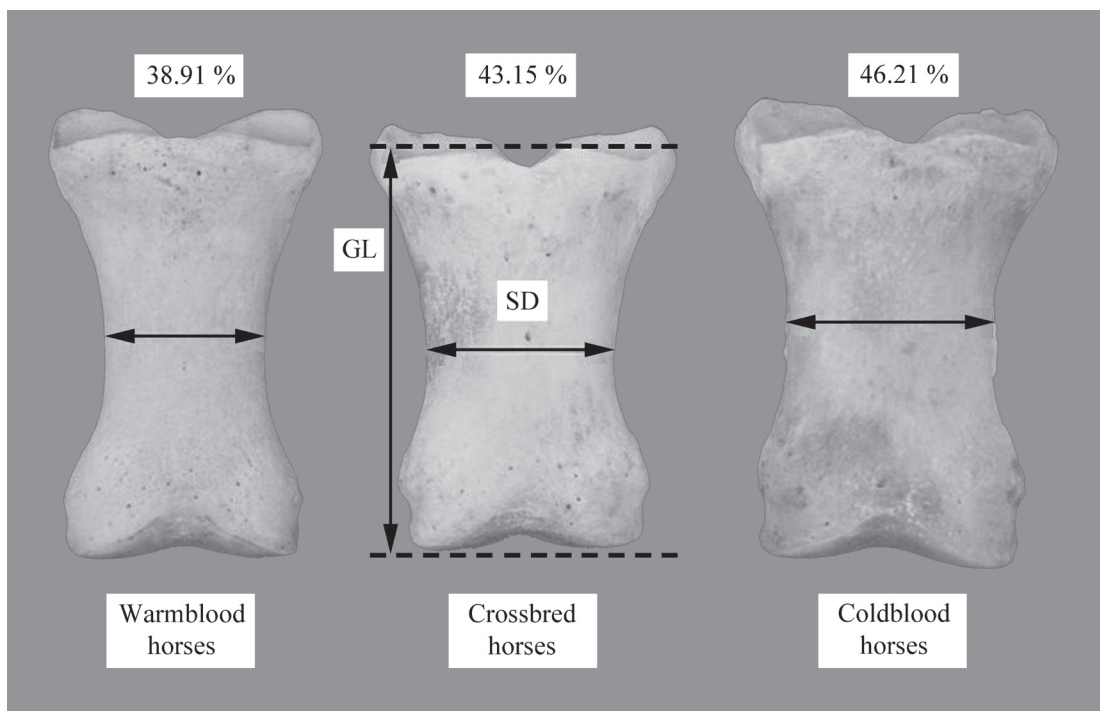 38.91 %
43.15 %
46.21 %
GL
SD
Warmblood
horses
Crossbred
horses
Coldblood
horses